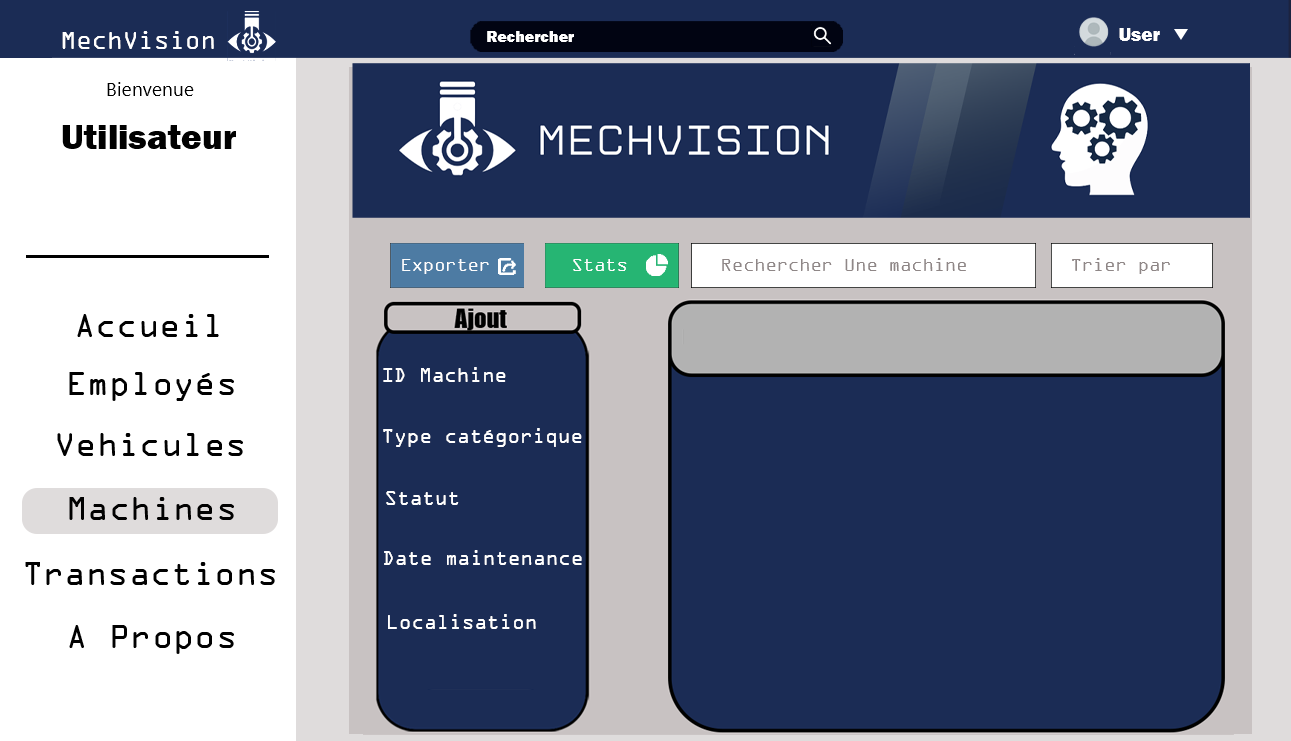 MechVision
Rechercher
User
Bienvenue
Utilisateur
Accueil
Employés
Vehicules
Machines
Transactions
A Propos
MECHVISION
Exporter
Stats
Rechercher Une machine
Trier par
Ajout
ID Machine
Type catégorique
Statut
Date maintenance
Localisation